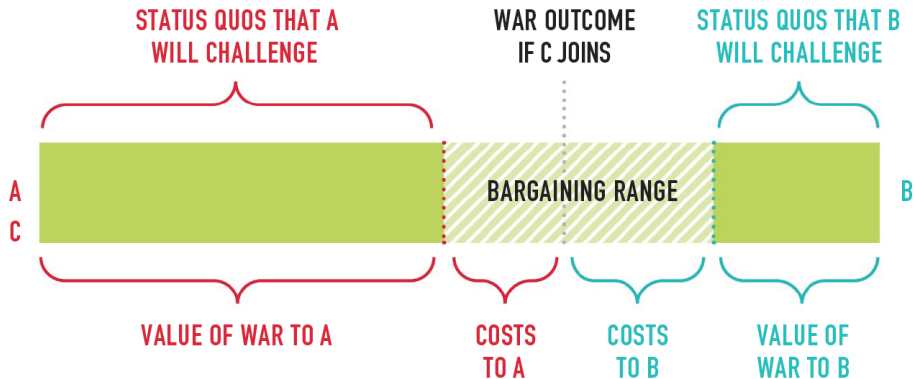 STATUS QUOS THAT A
WILL CHALLENGE
WAR OUTCOME
IF C JOINS
STATUS QUOS THAT B
WILL CHALLENGE
A
C
BARGAINING RANGE
B
VALUE OF WAR TO A
COSTS
TO A
COSTS
TO B
VALUE OF
WAR TO B